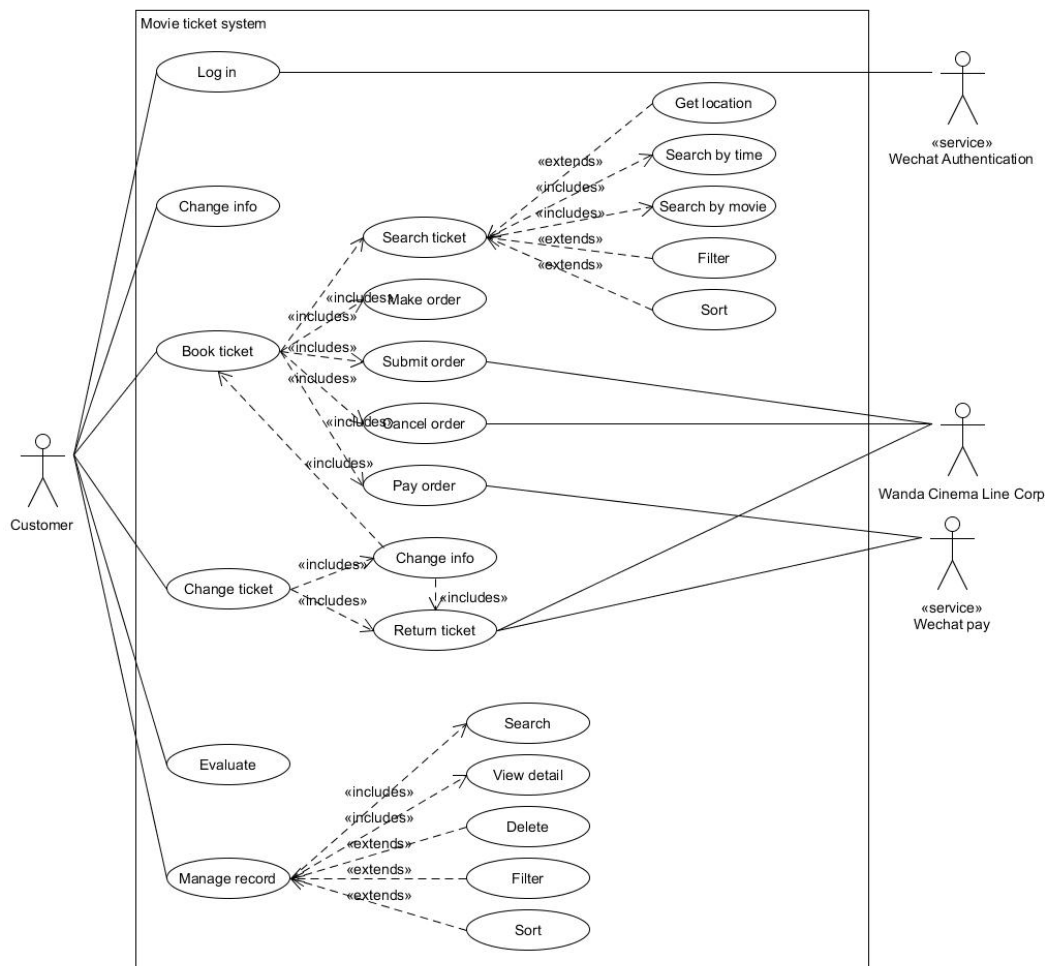 Movie ticket system
Log in
Get location
«service»
Wechat Authentication
«extends»
Search by time
«includes»
Change info
«includes»
Search by movie
Search ticket
«extends»
Filter
«extends»
«includes»
Make order
Sort
«includes»
Book ticket
«includes»
Submit order
«includes»
«includes»
Cancel order
Customer
«includes»
Pay order
Wanda Cinema Line Corp
Change info
«includes»
Change ticket
«includes»
«includes»
Return ticket
«service»
Wechat pay
Search
Evaluate
View detail
«includes»
«includes»
Delete
«extends»
Manage record
«extends»
Filter
«extends»
Sort